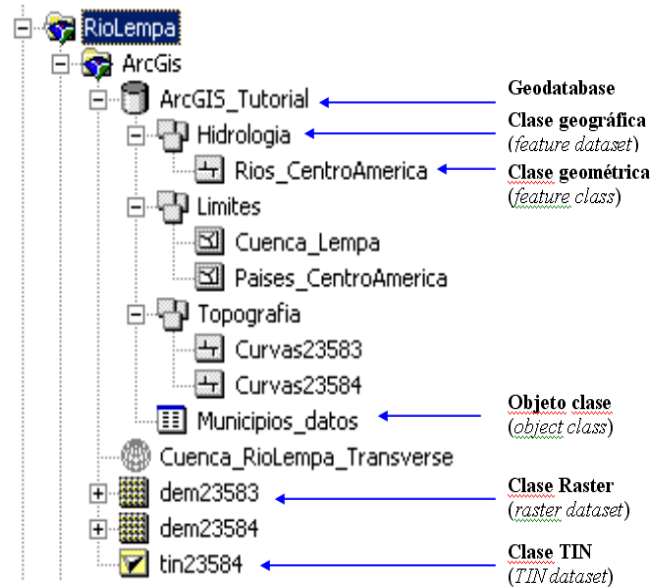 RioLempa
ArcGis
ArcGIS_Tutorial
Geodatabase
Hidrologia
Clase geográfica
(feature dataset)
Rios_CentroAmerica
Clase geométrica
(feature class)
Limites
Cuenca_Lempa
Paises_CentroAmerica
Topografia
Curvas23583
Curvas23584
Municipios_datos
Objeto clase
(object class)
Cuenca_RioLempa_Transverse
dem23583
Clase Raster
(raster dataset)
dem23584
tin23584
Clase TIN
(TIN dataset)